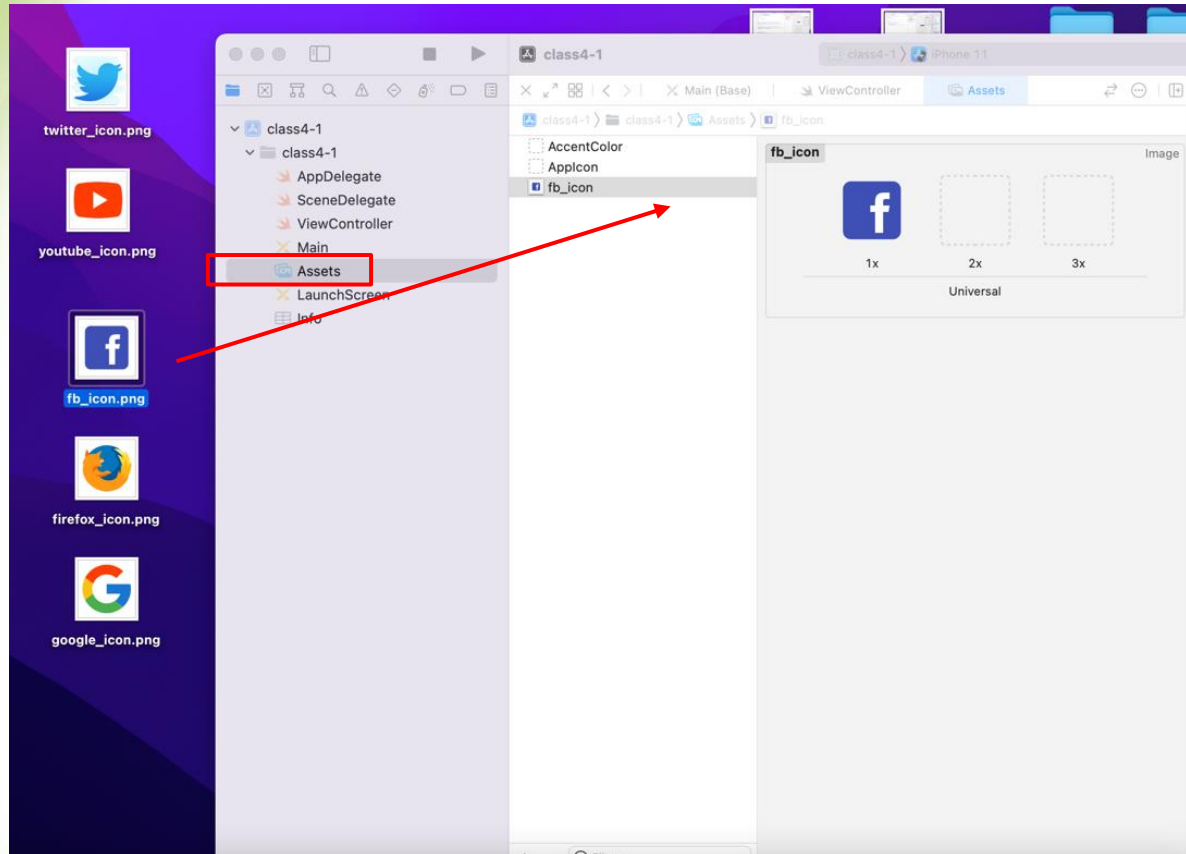 twitter_icon.png
youtube_icon.png
fb_icon.png
firefox_icon.png
google_icon.png
class4-1
class4-1
AppDelegate
SceneDelegate
ViewController
Main
Assets
LaunchScreen
Info
class4-1
class4-1 〉 iPhone 11
Main (Base)
ViewController
Assets
class4-1 〉 class4-1 〉 Assets 〉 fb_icon
AccentColor
AppIcon
fb_icon
fb_icon
Image
1x 2x 3x
Universal